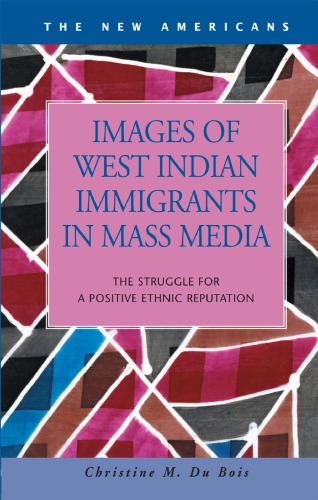 THE NEW AMERICANS
IMAGES OF
WEST INDIAN
IMMIGRANTS
IN MASS MEDIA
THE STRUGGLE FOR
A POSITIVE ETHNIC REPUTATION
Christine M. Du Bois